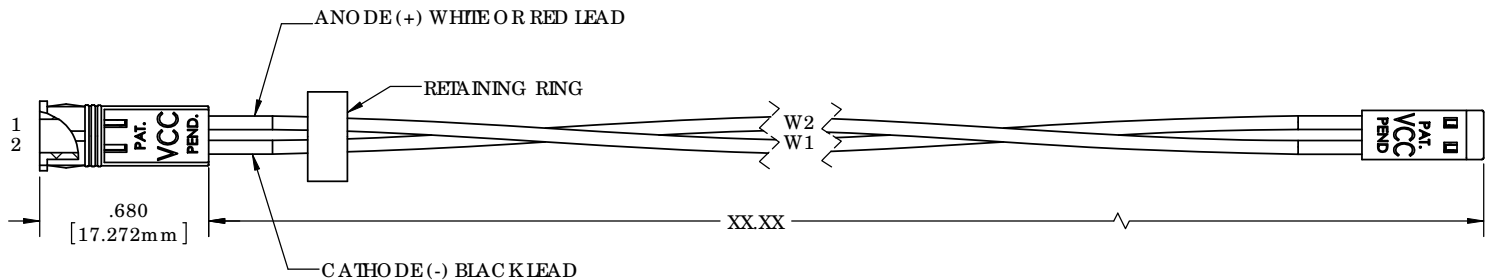 ANODE (+) WHITE OR RED LEAD
RETAINING RING
1
2
PAT.
VCC
PEND.
W2
W1
PAT.
VCC
PEND
.680
[17.272mm]
XX.XX
CATHODE (-) BLACK LEAD